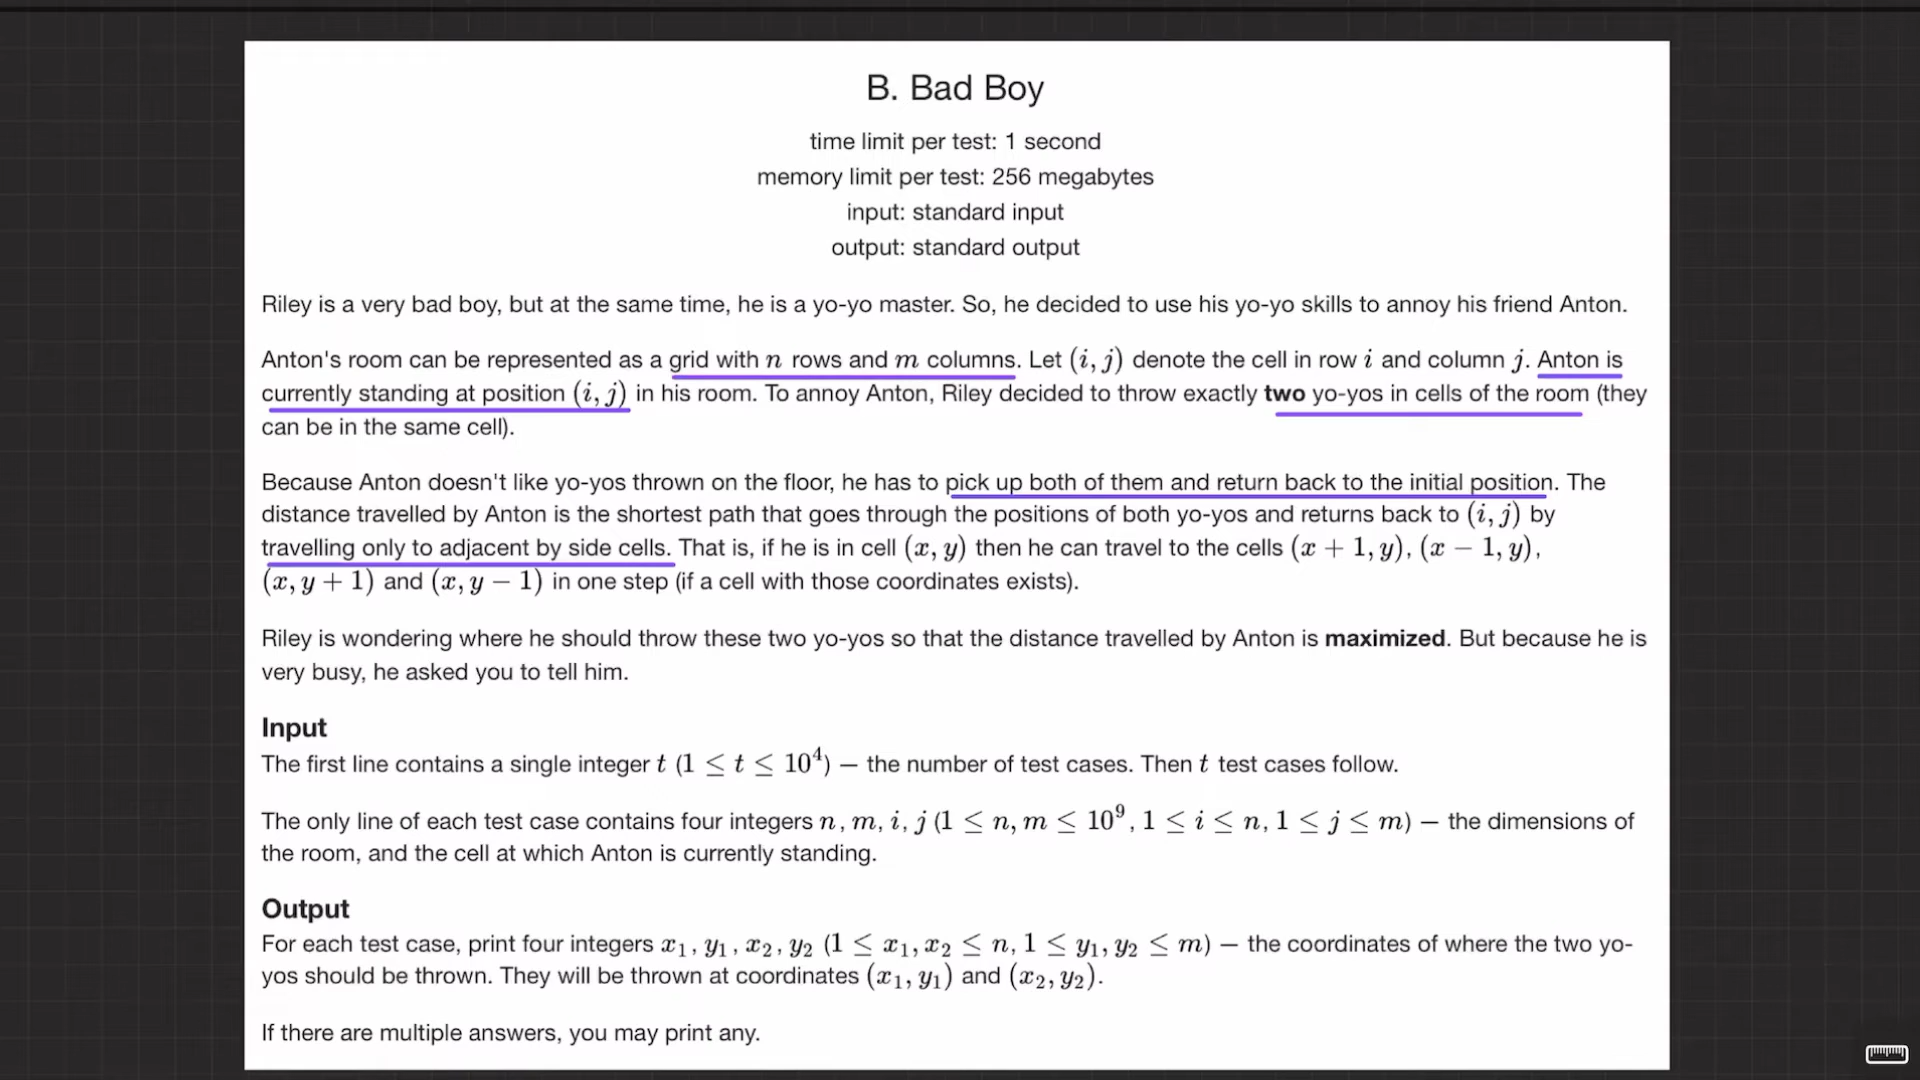 B. Bad Boy
time limit per test: 1 second
memory limit per test: 256 megabytes
input: standard input
output: standard output
Riley is a very bad boy, but at the same time, he is a yo-yo master. So, he decided to use his yo-yo skills to annoy his friend Anton.
Anton's room can be represented as a grid with n rows and m columns. Let (i, j) denote the cell in row i and column j. Anton is
currently standing at position (i, j) in his room. To annoy Anton, Riley decided to throw exactly two yo-yos in cells of the room (they
can be in the same cell).
Because Anton doesn't like yo-yos thrown on the floor, he has to pick up both of them and return back to the initial position. The
distance travelled by Anton is the shortest path that goes through the positions of both yo-yos and returns back to (i, j) by
travelling only to adjacent by side cells. That is, if he is in cell (x, y) then he can travel to the cells (x + 1, y), (x − 1, y),
(x, y + 1) and (x, y − 1) in one step (if a cell with those coordinates exists).
Riley is wondering where he should throw these two yo-yos so that the distance travelled by Anton is maximized. But because he is
very busy, he asked you to tell him.
Input
The first line contains a single integer t (1 ≤ t ≤ 10⁴) — the number of test cases. Then t test cases follow.
The only line of each test case contains four integers n, m, i, j (1 ≤ n, m ≤ 10⁹, 1 ≤ i ≤ n, 1 ≤ j ≤ m) — the dimensions of
the room, and the cell at which Anton is currently standing.
Output
For each test case, print four integers x₁, y₁, x₂, y₂ (1 ≤ x₁, x₂ ≤ n, 1 ≤ y₁, y₂ ≤ m) — the coordinates of where the two yo-
yos should be thrown. They will be thrown at coordinates (x₁, y₁) and (x₂, y₂).
If there are multiple answers, you may print any.